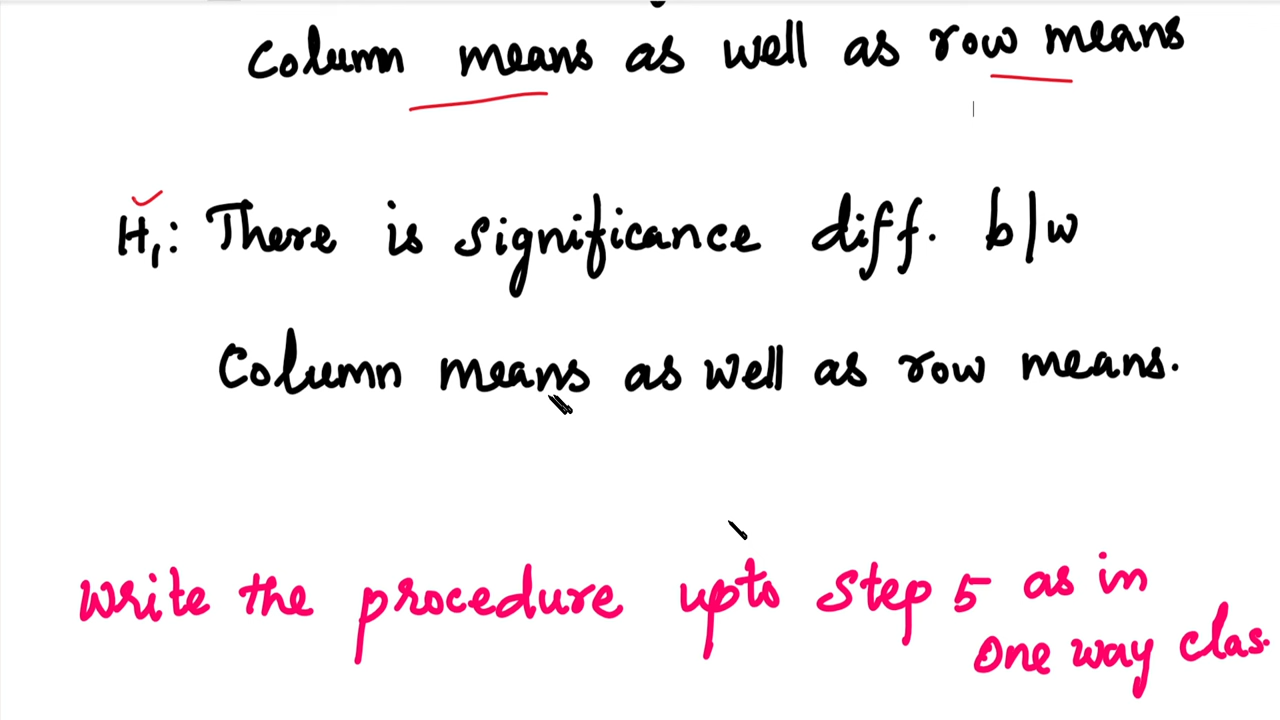 Column means as well as row means
H1: There is significance diff. b/w
Column means as well as row means.
Write the procedure upto Step 5 as in
One way clas.